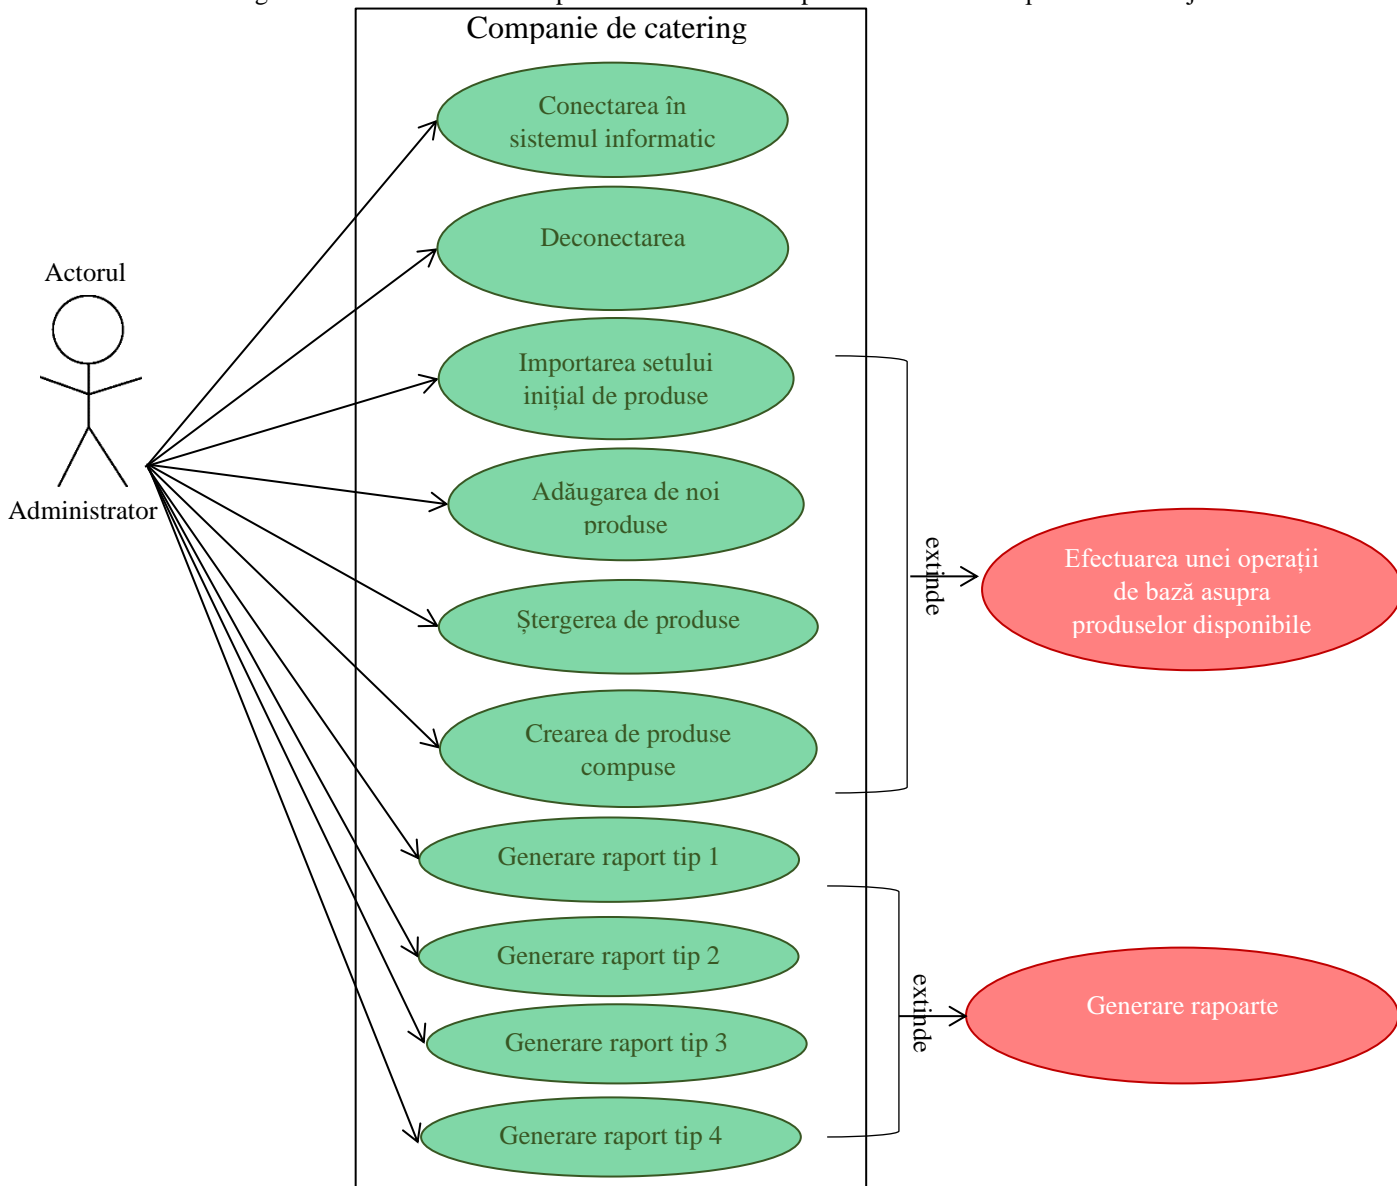 Companie de catering
Conectarea în
sistemul informatic
Deconectarea
Actorul
Importarea setului
inițial de produse
Administrator
Adăugarea de noi
produse
extinde
Efectuarea unei operații
de bază asupra
produselor disponibile
Ștergerea de produse
Crearea de produse
compuse
Generare raport tip 1
Generare raport tip 2
extinde
Generare rapoarte
Generare raport tip 3
Generare raport tip 4